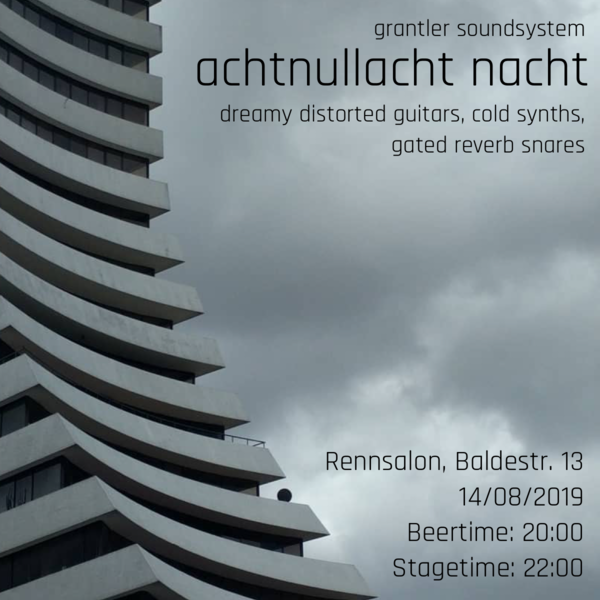 grantler soundsystem
achtnullacht nacht
dreamy distorted guitars, cold synths,
gated reverb snares
Rennsalon, Baldestr. 13
14/08/2019
Beertime: 20:00
Stagetime: 22:00